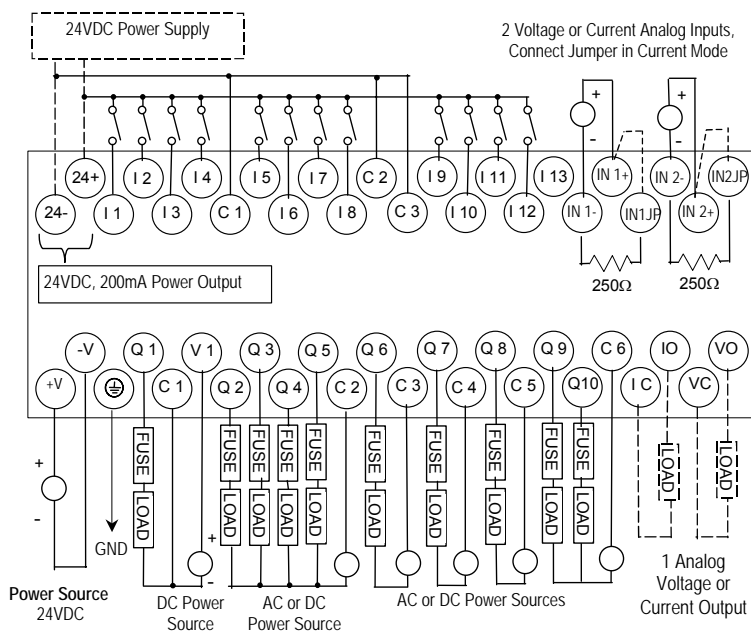 24VDC Power Supply
2 Voltage or Current Analog Inputs,
Connect Jumper in Current Mode
+ +
- -
24+ I 2 I 4 I 5 I 7 C 2 I 9 I 11 I 13 IN 1+ IN 2- IN2JP
24- I 1 I 3 C 1 I 6 I 8 C 3 I 10 I 12 IN 1- IN1JP IN 2+
24VDC, 200mA Power Output
250Ω 250Ω
-V Q 1 V 1 Q 3 Q 5 Q 6 Q 7 Q 8 Q 9 C 6 IO VO
+V C 1 Q 2 Q 4 C 2 C 3 C 4 C 5 Q10 I C VC
FUSE FUSE FUSE FUSE FUSE FUSE FUSE FUSE FUSE FUSE
LOAD LOAD LOAD LOAD LOAD LOAD LOAD LOAD LOAD LOAD LOAD LOAD
+
-
+
-
GND
Power Source
24VDC
DC Power
Source
AC or DC
Power Source
AC or DC Power Sources
1 Analog
Voltage or
Current Output